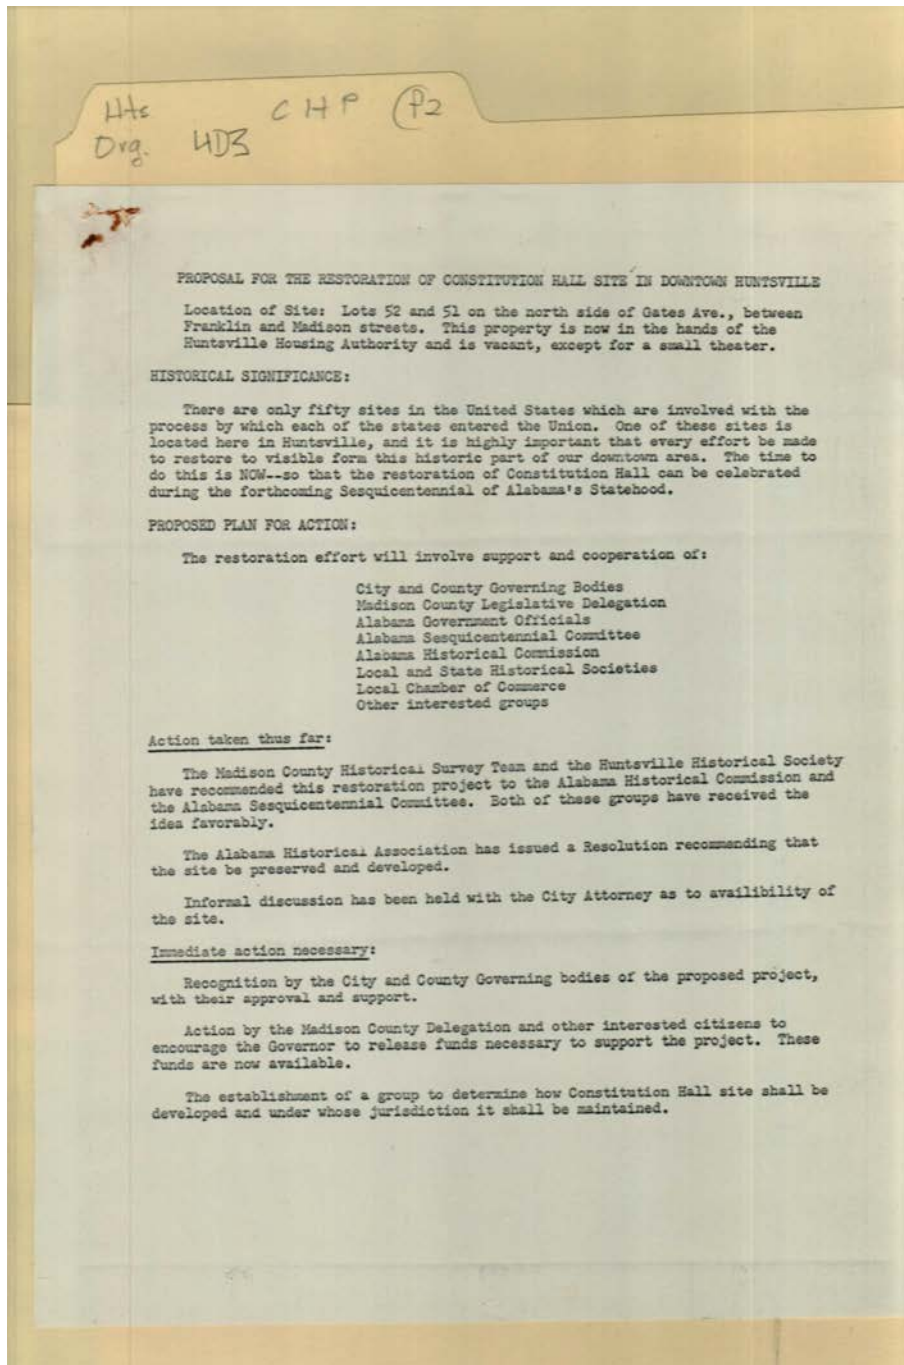 Hts CHP P2
Org. HD3
PROPOSAL FOR THE RESTORATION OF CONSTITUTION HALL SITE IN DOWNTOWN HUNTSVILLE
Location of Site: Lots 52 and 51 on the north side of Gates Ave., between
Franklin and Madison streets. This property is now in the hands of the
Huntsville Housing Authority and is vacant, except for a small theater.
HISTORICAL SIGNIFICANCE:
There are only fifty sites in the United States which are involved with the
process by which each of the states entered the Union. One of these sites is
located here in Huntsville, and it is highly important that every effort be made
to restore to visible form this historic part of our downtown area. The time to
do this is NOW--so that the restoration of Constitution Hall can be celebrated
during the forthcoming Sesquicentennial of Alabama's Statehood.
PROPOSED PLAN FOR ACTION:
The restoration effort will involve support and cooperation of:
City and County Governing Bodies
Madison County Legislative Delegation
Alabama Government Officials
Alabama Sesquicentennial Committee
Alabama Historical Commission
Local and State Historical Societies
Local Chamber of Commerce
Other interested groups
Action taken thus far:
The Madison County Historical Survey Team and the Huntsville Historical Society
have recommended this restoration project to the Alabama Historical Commission and
the Alabama Sesquicentennial Committee. Both of these groups have received the
idea favorably.
The Alabama Historical Association has issued a Resolution recommending that
the site be preserved and developed.
Informal discussion has been held with the City Attorney as to availibility of
the site.
Immediate action necessary:
Recognition by the City and County Governing bodies of the proposed project,
with their approval and support.
Action by the Madison County Delegation and other interested citizens to
encourage the Governor to release funds necessary to support the project. These
funds are now available.
The establishment of a group to determine how Constitution Hall site shall be
developed and under whose jurisdiction it shall be maintained.